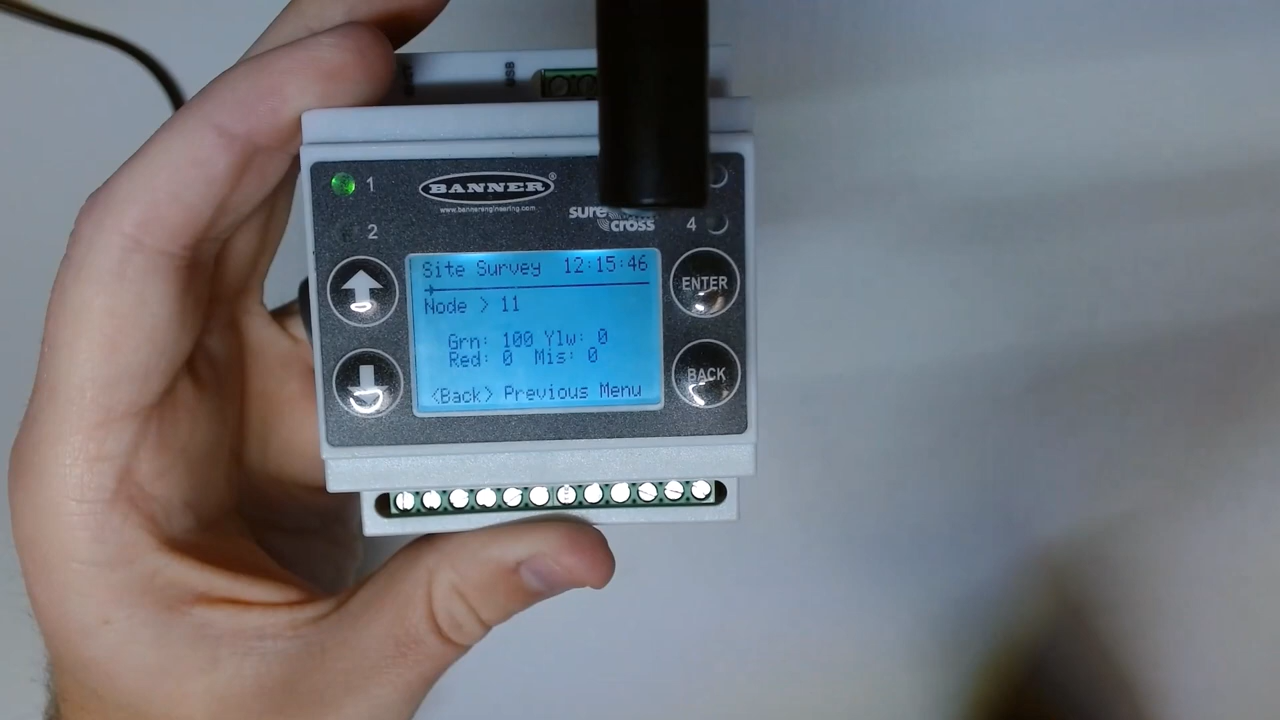 USB
1
BANNER®
www.bannerengineering.com
2
sure
cross
4
Site Survey 12:15:46
Node > 11
Grn: 100 Ylw: 0
Red: 0 Mis: 0
<Back> Previous Menu
ENTER
BACK